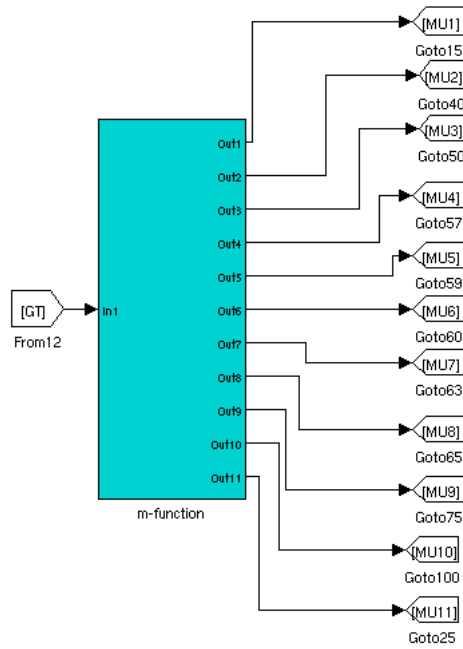 [MU1]
Goto15
[MU2]
Goto40
[MU3]
Goto50
[MU4]
Goto57
[MU5]
Goto59
[MU6]
Goto60
[MU7]
Goto63
[MU8]
Goto65
[MU9]
Goto75
[MU10]
Goto100
[MU11]
Goto25
Out1
Out2
Out3
Out4
Out5
Out6
Out7
Out8
Out9
Out10
Out11
In1
[GT]
From12
m-function